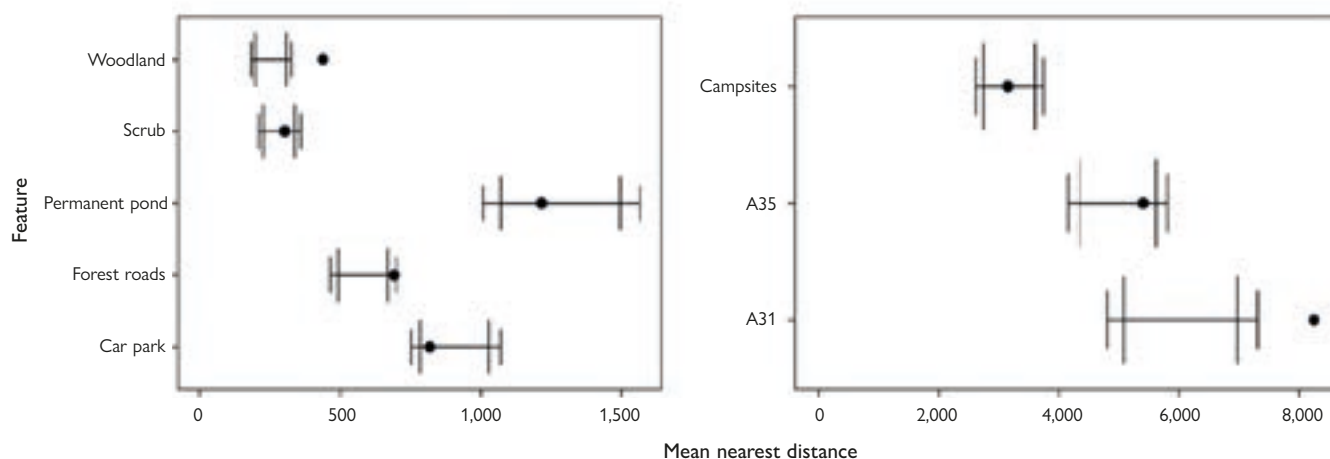 Feature
Woodland
Scrub
Permanent pond
Forest roads
Car park
0 500 1,000 1,500
Campsites
A35
A31
0 2,000 4,000 6,000 8,000
Mean nearest distance